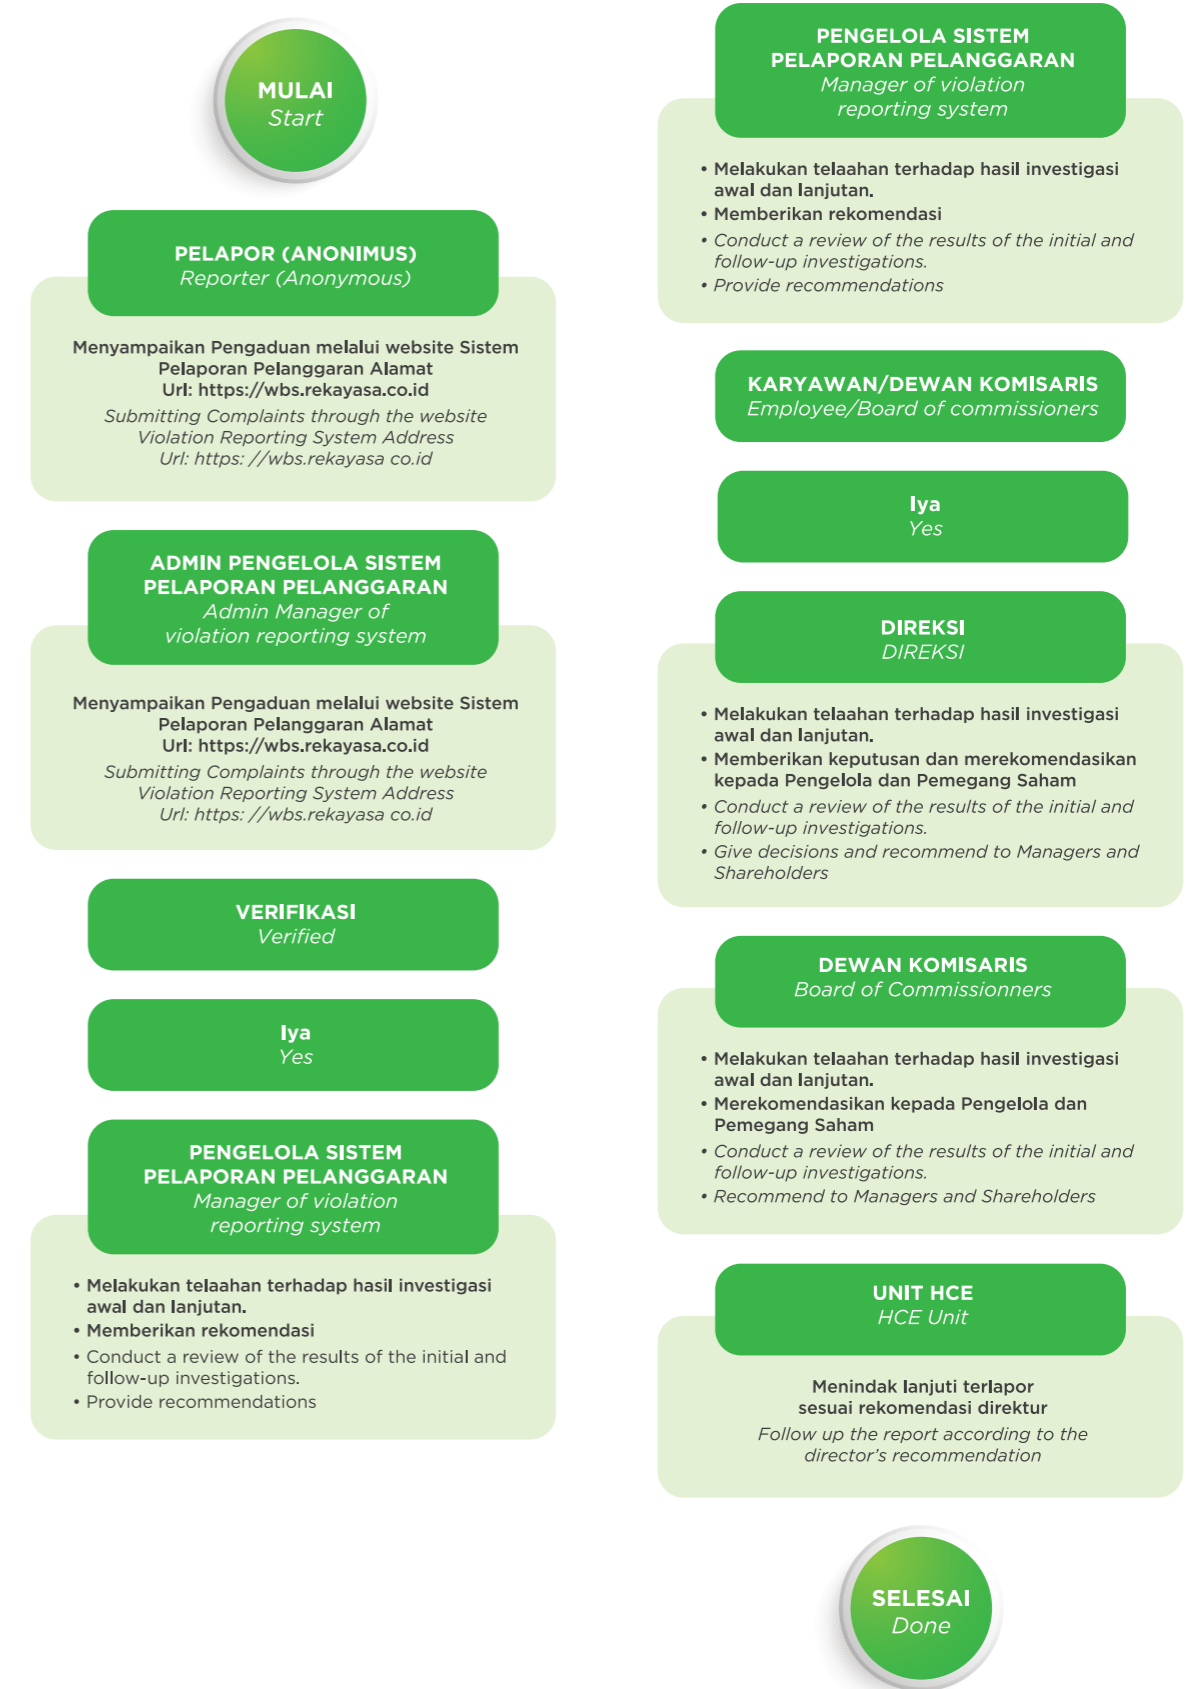 MULAI
Start
PELAPOR (ANONIMUS)
Reporter (Anonymous)
Menyampaikan Pengaduan melalui website Sistem
Pelaporan Pelanggaran Alamat
Url: https://wbs.rekayasa.co.id
Submitting Complaints through the website
Violation Reporting System Address
Url: https: //wbs.rekayasa co.id
ADMIN PENGELOLA SISTEM
PELAPORAN PELANGGARAN
Admin Manager of
violation reporting system
Menyampaikan Pengaduan melalui website Sistem
Pelaporan Pelanggaran Alamat
Url: https://wbs.rekayasa.co.id
Submitting Complaints through the website
Violation Reporting System Address
Url: https: //wbs.rekayasa co.id
VERIFIKASI
Verified
Iya
Yes
PENGELOLA SISTEM
PELAPORAN PELANGGARAN
Manager of violation
reporting system
• Melakukan telaahan terhadap hasil investigasi
awal dan lanjutan.
• Memberikan rekomendasi
• Conduct a review of the results of the initial and
follow-up investigations.
• Provide recommendations
PENGELOLA SISTEM
PELAPORAN PELANGGARAN
Manager of violation
reporting system
• Melakukan telaahan terhadap hasil investigasi
awal dan lanjutan.
• Memberikan rekomendasi
• Conduct a review of the results of the initial and
follow-up investigations.
• Provide recommendations
KARYAWAN/DEWAN KOMISARIS
Employee/Board of commissioners
Iya
Yes
DIREKSI
DIREKSI
• Melakukan telaahan terhadap hasil investigasi
awal dan lanjutan.
• Memberikan keputusan dan merekomendasikan
kepada Pengelola dan Pemegang Saham
• Conduct a review of the results of the initial and
follow-up investigations.
• Give decisions and recommend to Managers and
Shareholders
DEWAN KOMISARIS
Board of Commissionners
• Melakukan telaahan terhadap hasil investigasi
awal dan lanjutan.
• Merekomendasikan kepada Pengelola dan
Pemegang Saham
• Conduct a review of the results of the initial and
follow-up investigations.
• Recommend to Managers and Shareholders
UNIT HCE
HCE Unit
Menindak lanjuti terlapor
sesuai rekomendasi direktur
Follow up the report according to the
director's recommendation
SELESAI
Done